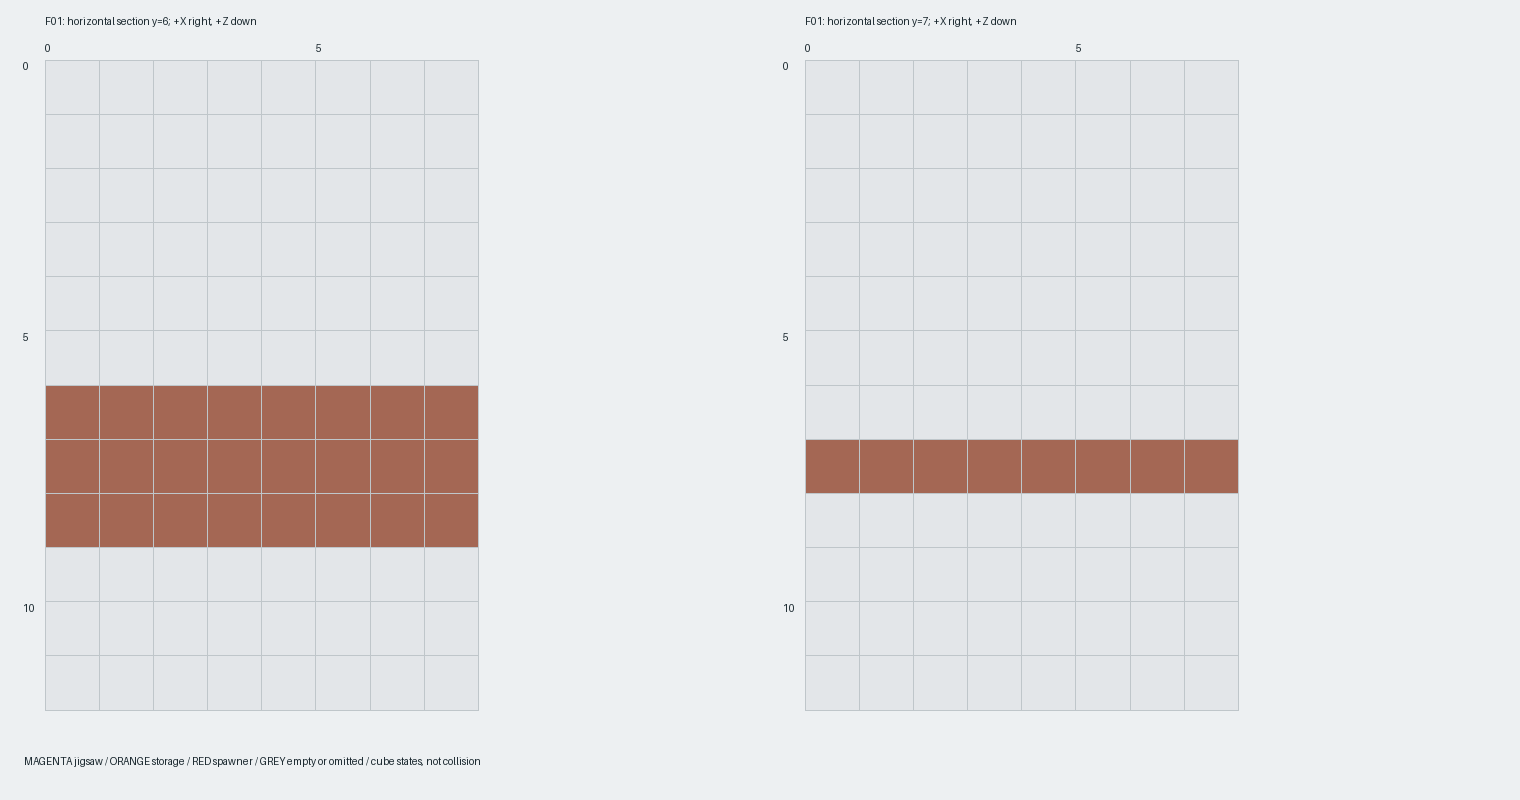 F01: horizontal section y=6; +X right, +Z down
F01: horizontal section y=7; +X right, +Z down
0 5
0 5
0
0
5
5
10
10
MAGENTA jigsaw / ORANGE storage / RED spawner / GREY empty or omitted / cube states, not collision